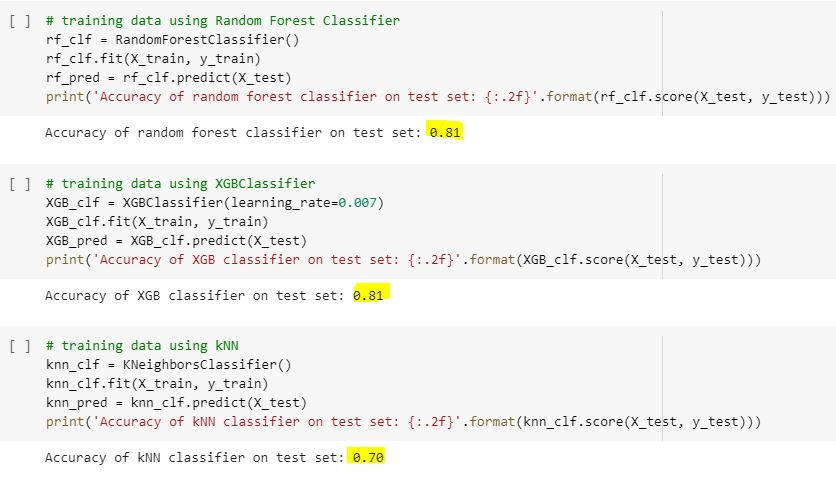 [ ] # training data using Random Forest Classifier
rf_clf = RandomForestClassifier()
rf_clf.fit(X_train, y_train)
rf_pred = rf_clf.predict(X_test)
print('Accuracy of random forest classifier on test set: {:.2f}'.format(rf_clf.score(X_test, y_test)))
Accuracy of random forest classifier on test set: 0.81
[ ] # training data using XGBClassifier
XGB_clf = XGBClassifier(learning_rate=0.007)
XGB_clf.fit(X_train, y_train)
XGB_pred = XGB_clf.predict(X_test)
print('Accuracy of XGB classifier on test set: {:.2f}'.format(XGB_clf.score(X_test, y_test)))
Accuracy of XGB classifier on test set: 0.81
[ ] # training data using kNN
knn_clf = KNeighborsClassifier()
knn_clf.fit(X_train, y_train)
knn_pred = knn_clf.predict(X_test)
print('Accuracy of kNN classifier on test set: {:.2f}'.format(knn_clf.score(X_test, y_test)))
Accuracy of kNN classifier on test set: 0.70